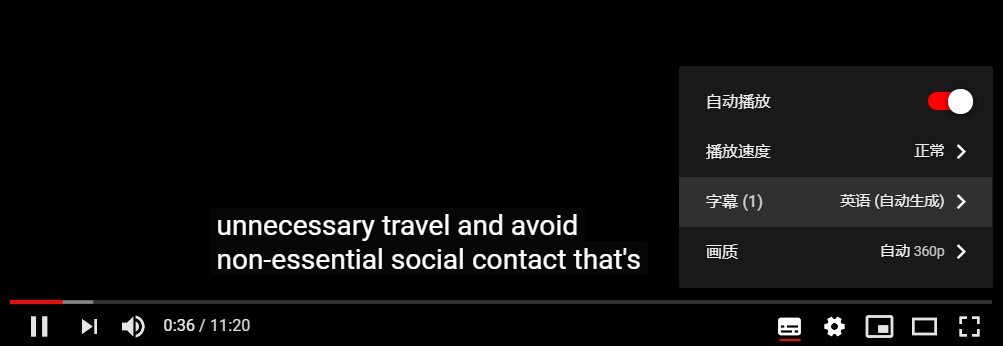 自动播放
播放速度 正常
字幕 (1) 英语 (自动生成)
画质 自动 360p
unnecessary travel and avoid
non-essential social contact that's
0:36 / 11:20